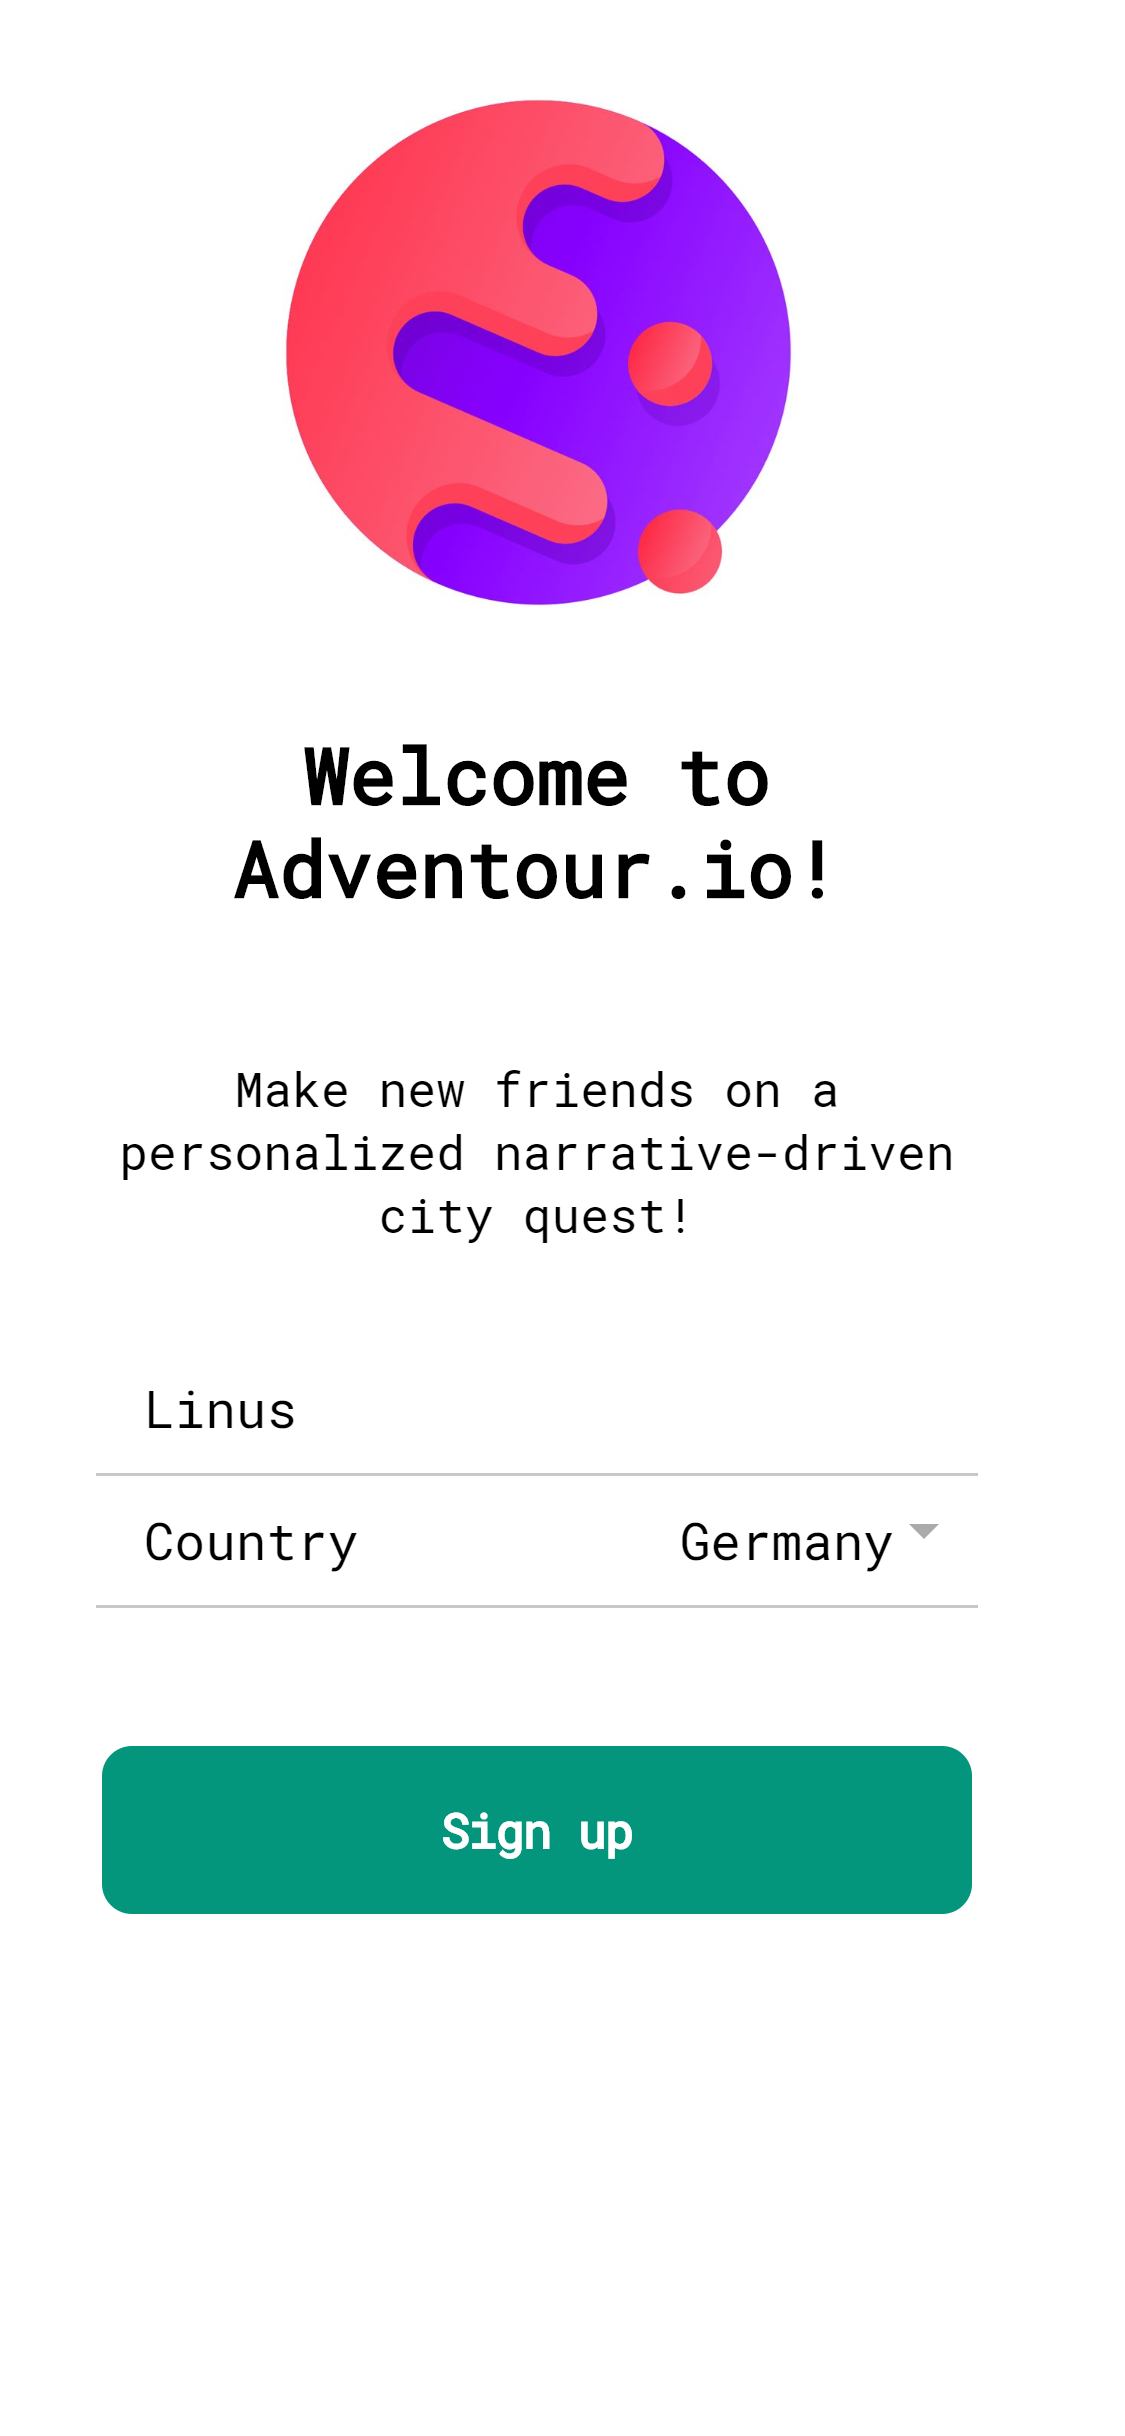 Welcome to
Adventour.io!
Make new friends on a
personalized narrative-driven
city quest!
Linus
Country Germany
Sign up